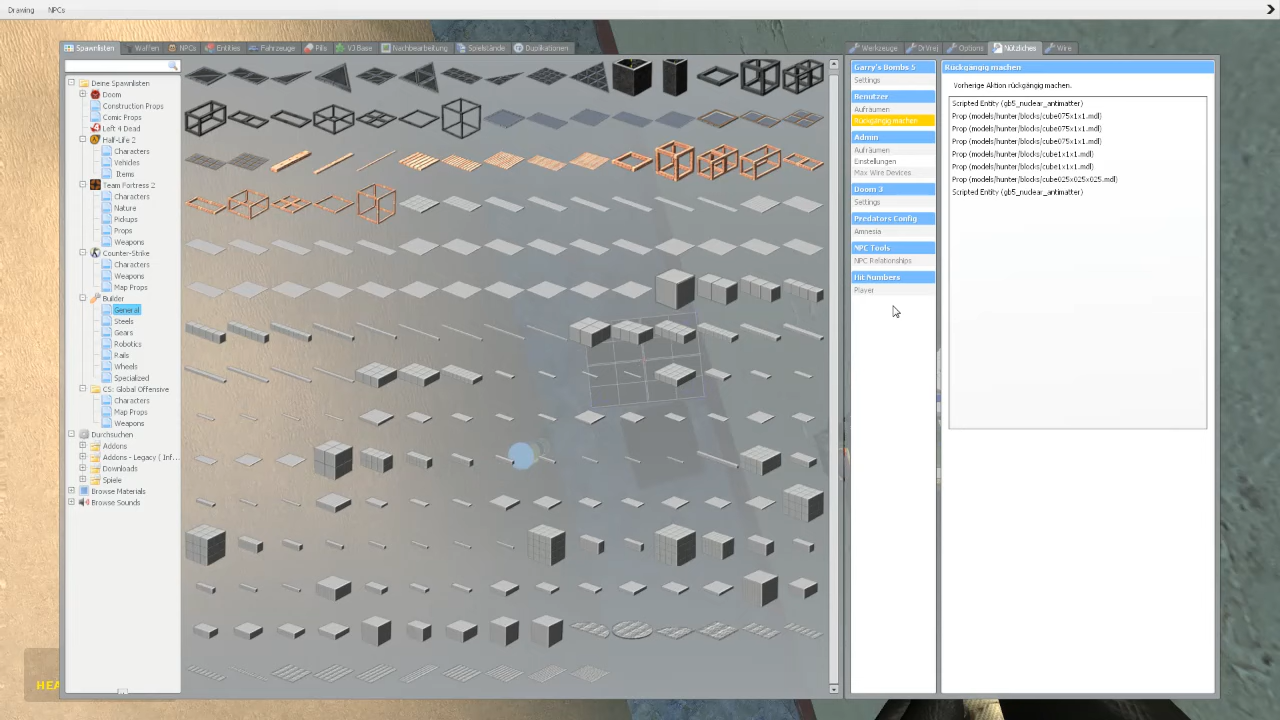 Drawing NPCs
Spawnlisten Waffen NPCs Entities Fahrzeuge Pills VJ Base Nachbearbeitung Spielstände Duplikationen
Deine Spawnlisten
Doom
Construction Props
Comic Props
Left 4 Dead
Half-Life 2
Characters
Vehicles
Items
Team Fortress 2
Characters
Nature
Pickups
Props
Weapons
Counter-Strike
Characters
Weapons
Map Props
Builder
General
Steels
Gears
Robotics
Rails
Wheels
Specialized
CS: Global Offensive
Characters
Map Props
Weapons
Durchsuchen
Addons
Addons - Legacy ( Inf...
Downloads
Spiele
Browse Materials
Browse Sounds
HEA
Werkzeuge DrVrej Options Nützliches Wire
Garry's Bombs 5
Settings
Benutzer
Aufräumen
Rückgängig machen
Admin
Aufräumen
Einstellungen
Max Wire Devices
Doom 3
Settings
Predators Config
Amnesia
NPC Tools
NPC Relationships
Hit Numbers
Player
Rückgängig machen
Vorherige Aktion rückgängig machen.
Scripted Entity (gb5_nuclear_antimatter)
Prop (models/hunter/blocks/cube075x1x1.mdl)
Prop (models/hunter/blocks/cube075x1x1.mdl)
Prop (models/hunter/blocks/cube075x1x1.mdl)
Prop (models/hunter/blocks/cube1x1x1.mdl)
Prop (models/hunter/blocks/cube1x1x1.mdl)
Prop (models/hunter/blocks/cube025x025x025.mdl)
Scripted Entity (gb5_nuclear_antimatter)